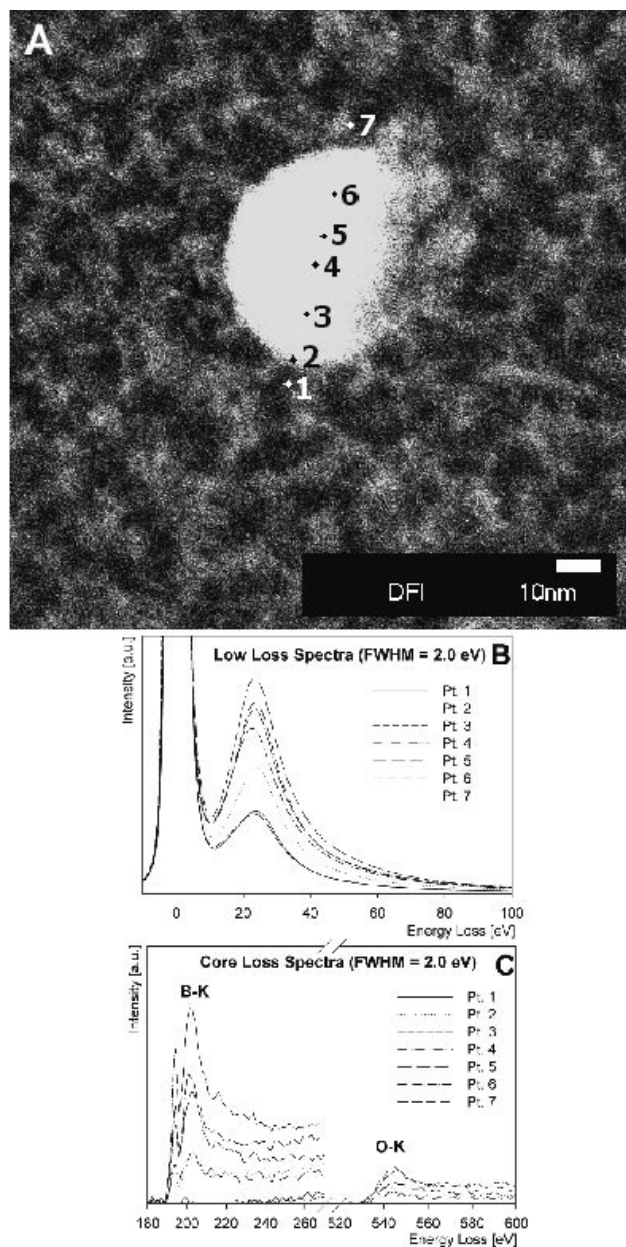 A
7
6
5
4
3
2
1
DFI 10nm
Low Loss Spectra (FWHM = 2.0 eV) B
Intensity [a.u.]
Pt. 1
Pt. 2
Pt. 3
Pt. 4
Pt. 5
Pt. 6
Pt. 7
0 20 40 60 80 100
Energy Loss [eV]
Core Loss Spectra (FWHM = 2.0 eV) C
Intensity [a.u.]
B-K
Pt. 1
Pt. 2
Pt. 3
Pt. 4
Pt. 5
Pt. 6
Pt. 7
O-K
180 200 220 240 260 520 540 560 580 600
Energy Loss [eV]